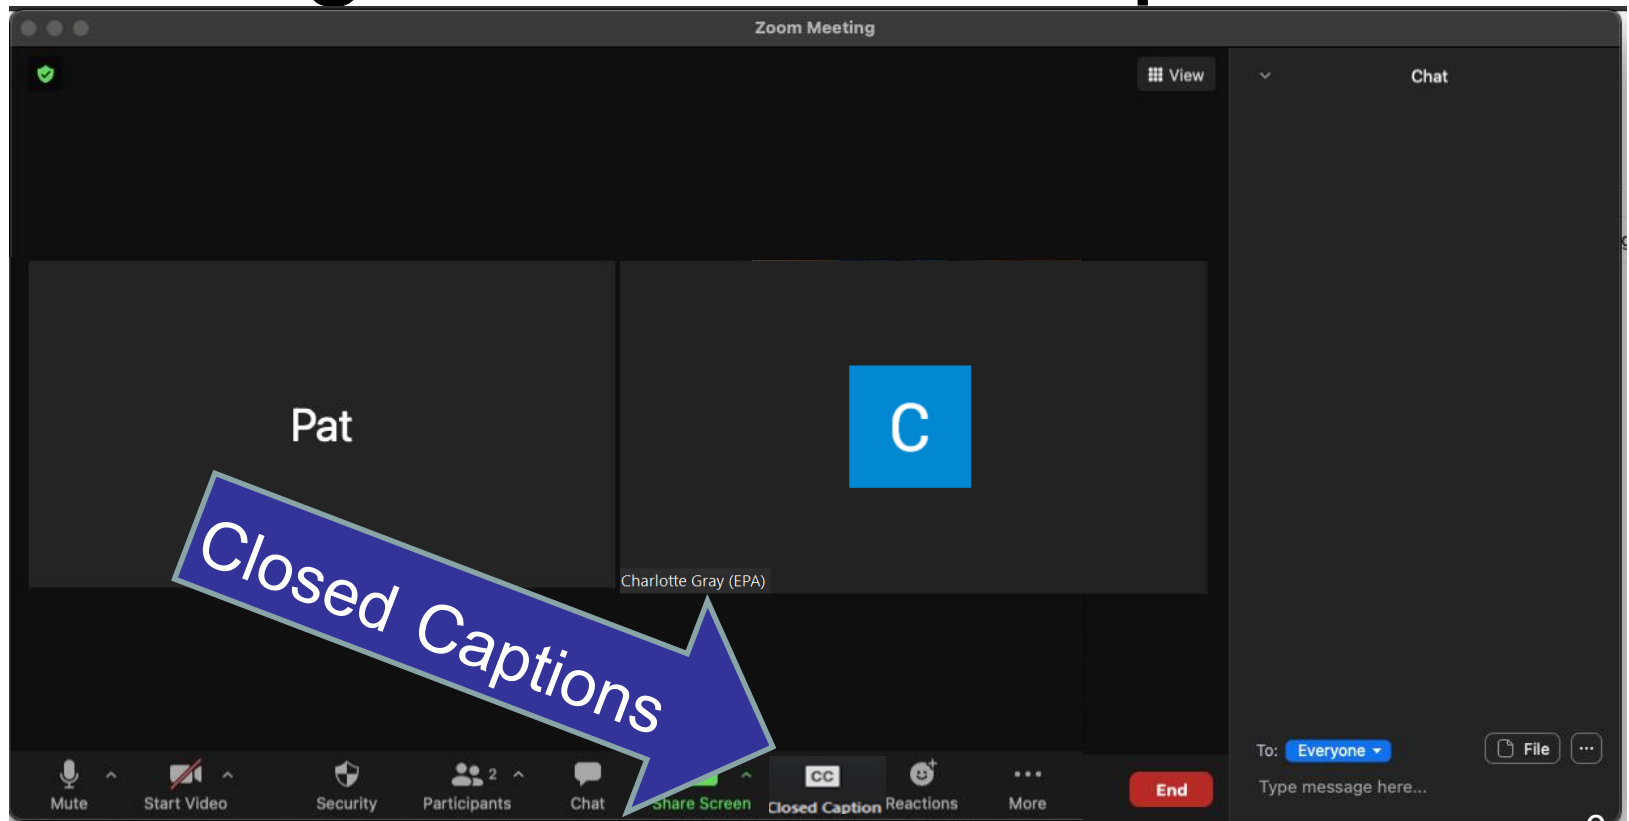 Zoom Meeting
View
Chat
Pat
C
Charlotte Gray (EPA)
Closed Captions
To: Everyone
File
Type message here...
Mute
Start Video
Security
2
Participants
Chat
Share Screen
CC
Closed Caption
Reactions
More
End